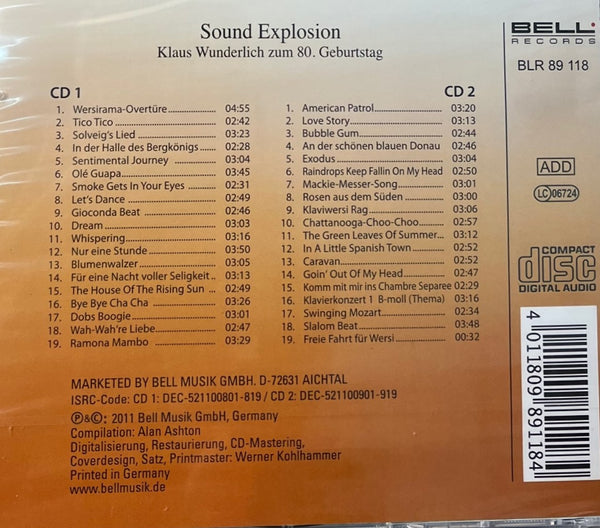 Sound Explosion
Klaus Wunderlich zum 80. Geburtstag
BELL
RECORDS
BLR 89 118
CD 1
1. Wersirama-Overtüre 04:55
2. Tico Tico 02:42
3. Solveig's Lied 03:23
4. In der Halle des Bergkönigs 03:28
5. Sentimental Journey 03:04
6. Olé Guapa 03:45
7. Smoke Gets In Your Eyes 02:31
8. Let's Dance 02:49
9. Gioconda Beat 02:46
10. Dream 03:03
11. Whispering 03:16
12. Nur eine Stunde 03:50
13. Blumenwalzer 03:05
14. Für eine Nacht voller Seligkeit 03:13
15. The House Of The Rising Sun 02:49
16. Bye Bye Cha Cha 03:26
17. Dobs Boogie 03:01
18. Wah-Wah're Liebe 02:47
19. Ramona Mambo 03:29
CD 2
1. American Patrol 03:20
2. Love Story 03:13
3. Bubble Gum 02:44
4. An der schönen blauen Donau 02:46
5. Exodus 03:04
6. Raindrops Keep Fallin On My Head 02:50
7. Mackie-Messer-Song 03:01
8. Rosen aus dem Süden 03:00
9. Klaviwersi Rag 03:06
10. Chattanooga-Choo-Choo 02:57
11. The Green Leaves Of Summer 03:12
12. In A Little Spanish Town 02:52
13. Caravan 02:52
14. Goin' Out Of My Head 02:52
15. Komm mit mir ins Chambre Separee 02:29
16. Klavierkonzert 1 B-moll (Thema) 03:16
17. Swinging Mozart 02:34
18. Slalom Beat 03:48
19. Freie Fahrt für Wersi 00:32
ADD
LC 06724
COMPACT
disc
DIGITAL AUDIO
4 011809 891184
MARKETED BY BELL MUSIK GMBH. D-72631 AICHTAL
ISRC-Code: CD 1: DEC-521100801-819 / CD 2: DEC-521100901-919
℗&©: 2011 Bell Musik GmbH, Germany
Compilation: Alan Ashton
Digitalisierung, Restaurierung, CD-Mastering,
Coverdesign, Satz, Printmaster: Werner Kohlhammer
Printed in Germany
www.bellmusik.de